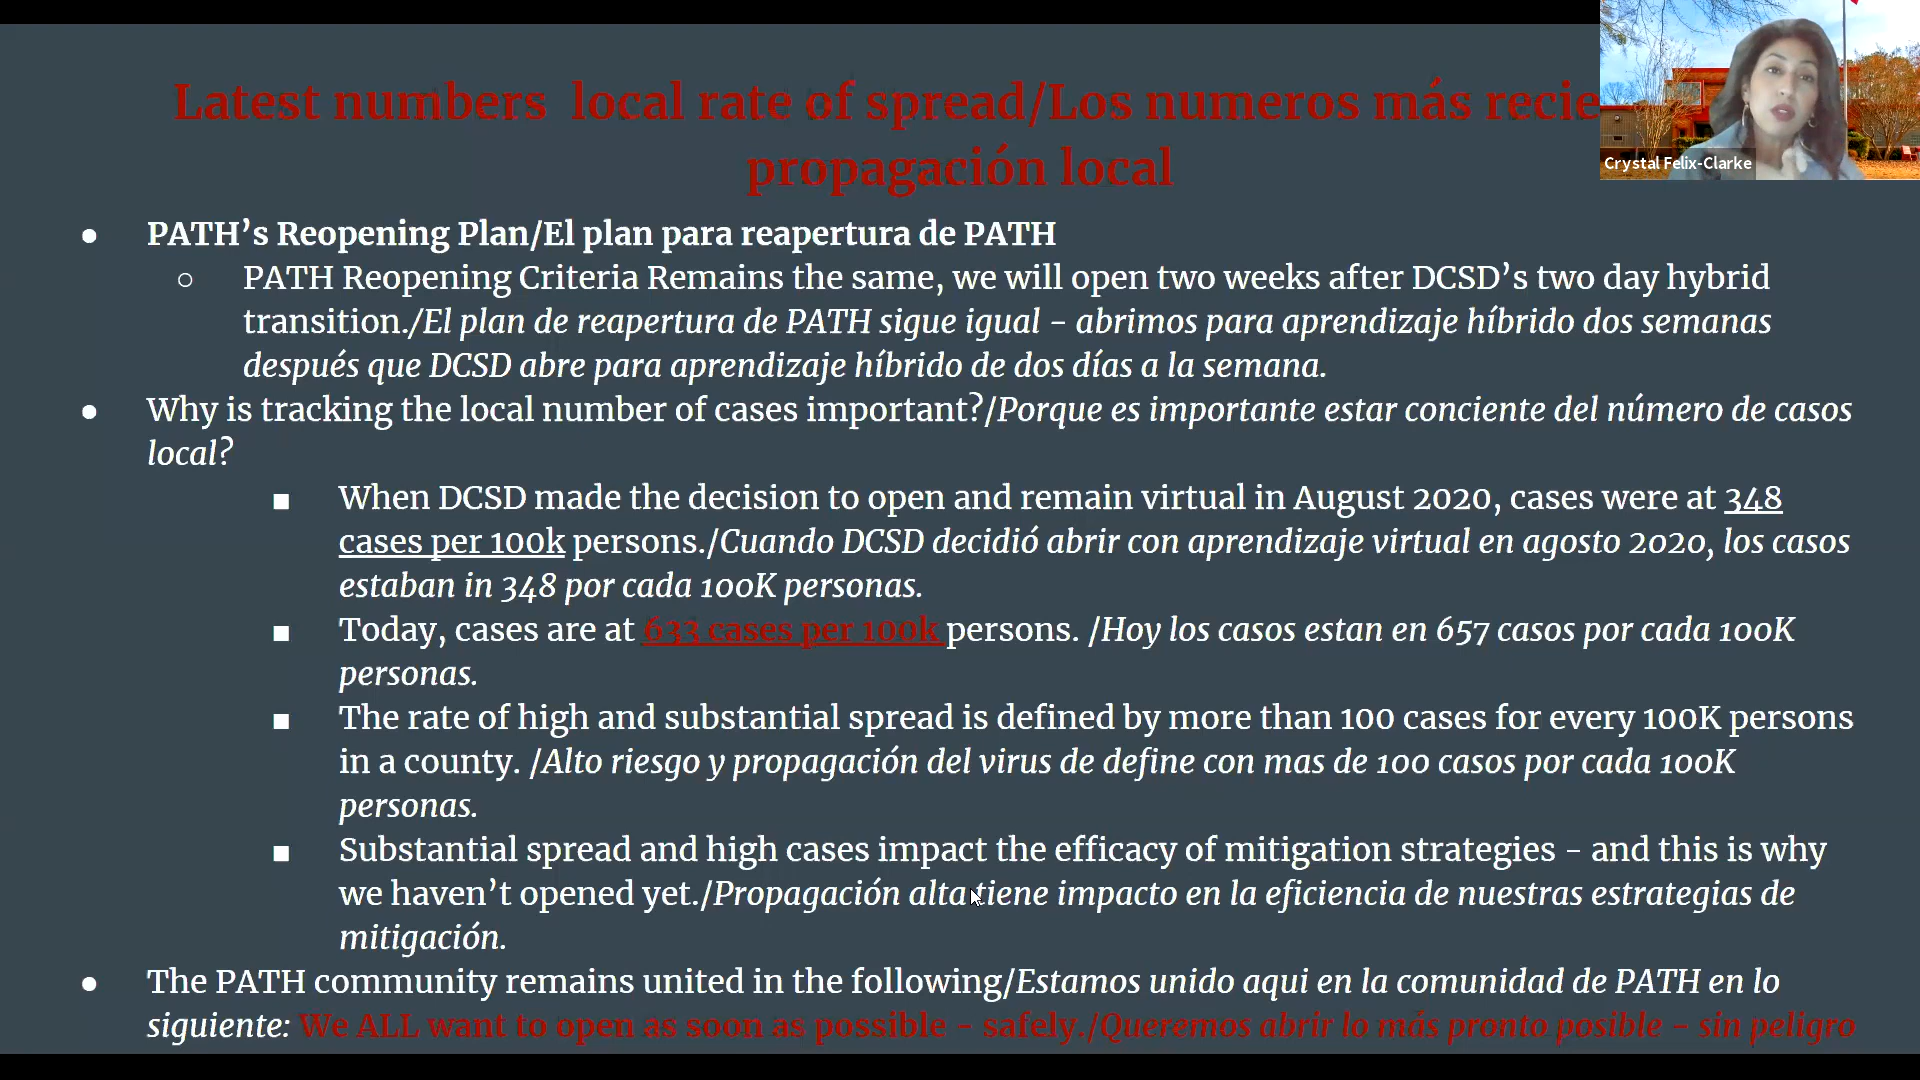 Latest numbers  local rate of spread/Los numeros más recie
propagación local
Crystal Felix-Clarke
● PATH’s Reopening Plan/El plan para reapertura de PATH
○ PATH Reopening Criteria Remains the same, we will open two weeks after DCSD’s two day hybrid
transition./El plan de reapertura de PATH sigue igual - abrimos para aprendizaje híbrido dos semanas
después que DCSD abre para aprendizaje híbrido de dos días a la semana.
● Why is tracking the local number of cases important?/Porque es importante estar conciente del número de casos
local?
■ When DCSD made the decision to open and remain virtual in August 2020, cases were at 348
cases per 100k persons./Cuando DCSD decidió abrir con aprendizaje virtual en agosto 2020, los casos
estaban in 348 por cada 100K personas.
■ Today, cases are at 633 cases per 100k persons. /Hoy los casos estan en 657 casos por cada 100K
personas.
■ The rate of high and substantial spread is defined by more than 100 cases for every 100K persons
in a county. /Alto riesgo y propagación del virus de define con mas de 100 casos por cada 100K
personas.
■ Substantial spread and high cases impact the efficacy of mitigation strategies - and this is why
we haven’t opened yet./Propagación alta tiene impacto en la eficiencia de nuestras estrategias de
mitigación.
● The PATH community remains united in the following/Estamos unido aqui en la comunidad de PATH en lo
siguiente: We ALL want to open as soon as possible - safely./Queremos abrir lo más pronto posible - sin peligro